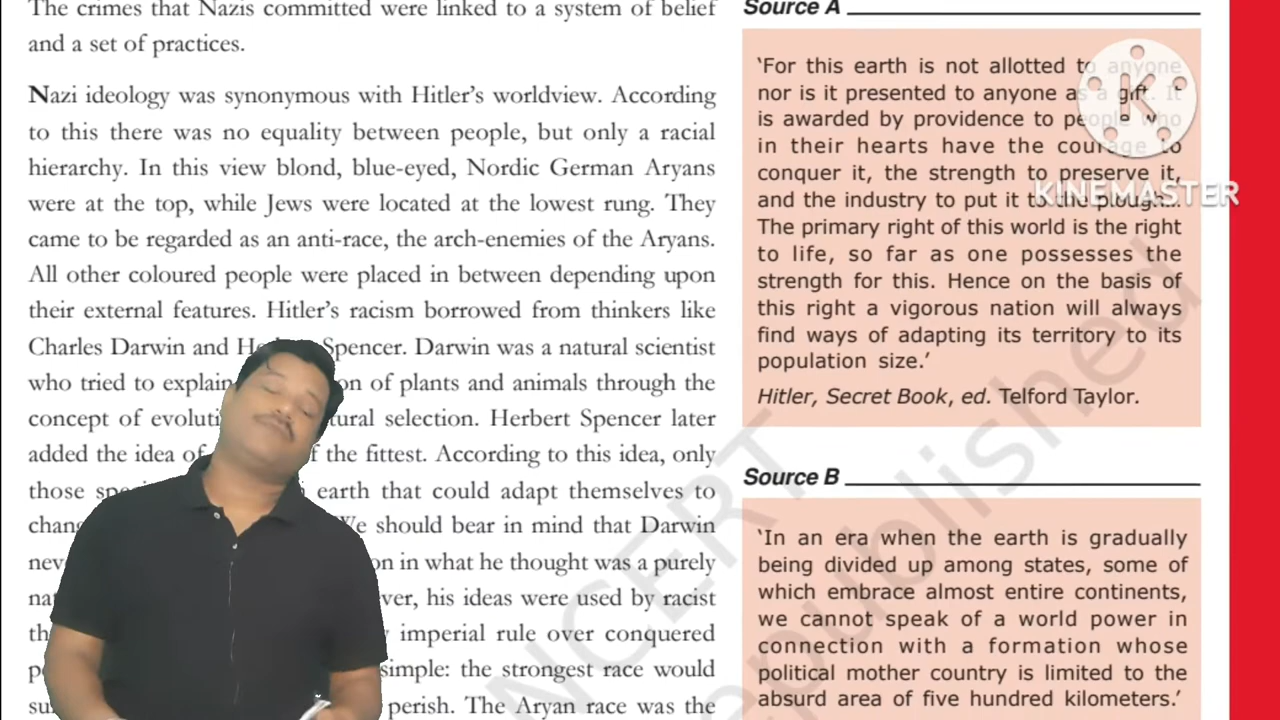 The crimes that Nazis committed were linked to a system of belief
and a set of practices.
Nazi ideology was synonymous with Hitler's worldview. According
to this there was no equality between people, but only a racial
hierarchy. In this view blond, blue-eyed, Nordic German Aryans
were at the top, while Jews were located at the lowest rung. They
came to be regarded as an anti-race, the arch-enemies of the Aryans.
All other coloured people were placed in between depending upon
their external features. Hitler's racism borrowed from thinkers like
Charles Darwin and Spencer. Darwin was a natural scientist
who tried to explain of plants and animals through the
concept of Herbert Spencer later
added the idea of the fittest. According to this idea, only
those earth that could adapt themselves to
We should bear in mind that Darwin
in what he thought was a purely
his ideas were used by racist
imperial rule over conquered
simple: the strongest race would
perish. The Aryan race was the
Source A
'For this earth is not allotted to anyone
nor is it presented to anyone as a gift. It
is awarded by providence to people who
in their hearts have the courage to
conquer it, the strength to preserve it,
and the industry to put it to the plough...
The primary right of this world is the right
to life, so far as one possesses the
strength for this. Hence on the basis of
this right a vigorous nation will always
find ways of adapting its territory to its
population size.'
Hitler, Secret Book, ed. Telford Taylor.
Source B
'In an era when the earth is gradually
being divided up among states, some of
which embrace almost entire continents,
we cannot speak of a world power in
connection with a formation whose
political mother country is limited to the
absurd area of five hundred kilometers.'
K
KINEMASTER
NCERT
republished